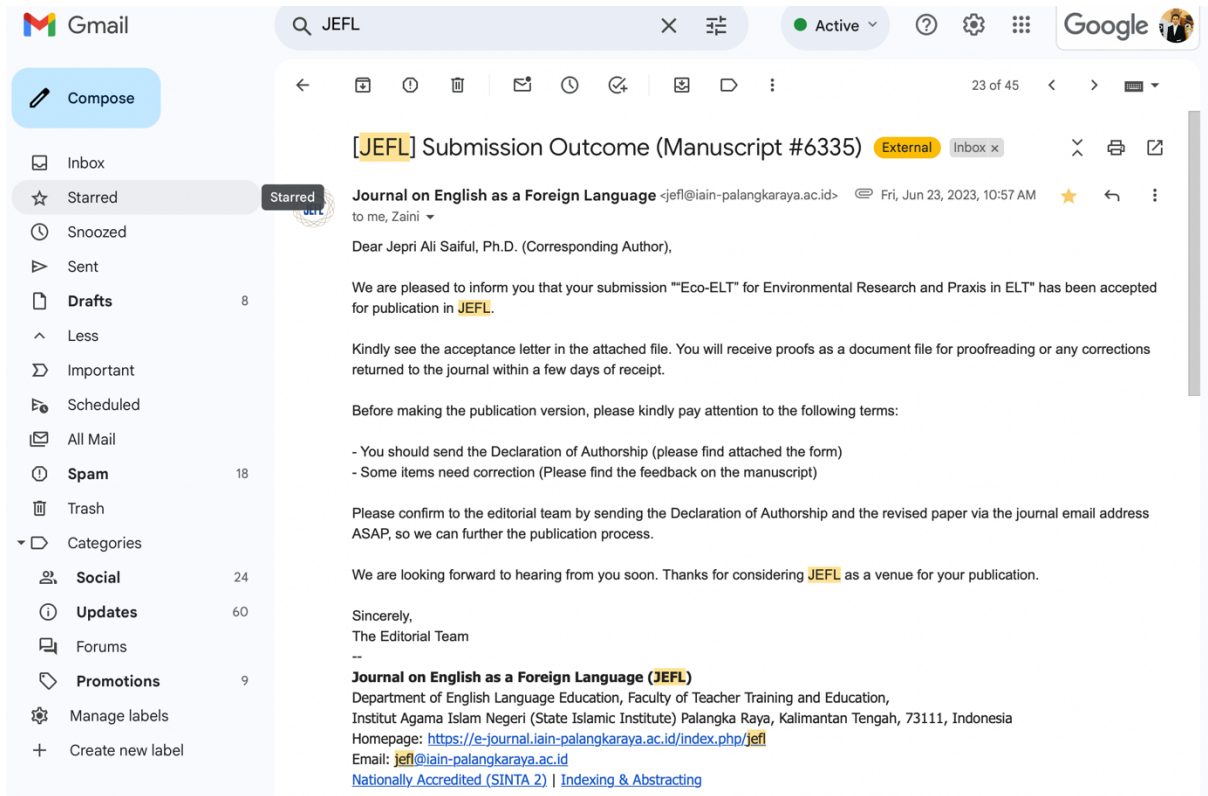 Gmail
JEFL
Active
Google
Compose
23 of 45
[JEFL] Submission Outcome (Manuscript #6335) External Inbox x
Inbox
Starred
Starred
Snoozed
Sent
Drafts 8
Less
Important
Scheduled
All Mail
Spam 18
Trash
Categories
Social 24
Updates 60
Forums
Promotions 9
Manage labels
Create new label
JEFL
Journal on English as a Foreign Language <jefl@iain-palangkaraya.ac.id> Fri, Jun 23, 2023, 10:57 AM
to me, Zaini
Dear Jepri Ali Saiful, Ph.D. (Corresponding Author),
We are pleased to inform you that your submission "“Eco-ELT” for Environmental Research and Praxis in ELT" has been accepted
for publication in JEFL.
Kindly see the acceptance letter in the attached file. You will receive proofs as a document file for proofreading or any corrections
returned to the journal within a few days of receipt.
Before making the publication version, please kindly pay attention to the following terms:
- You should send the Declaration of Authorship (please find attached the form)
- Some items need correction (Please find the feedback on the manuscript)
Please confirm to the editorial team by sending the Declaration of Authorship and the revised paper via the journal email address
ASAP, so we can further the publication process.
We are looking forward to hearing from you soon. Thanks for considering JEFL as a venue for your publication.
Sincerely,
The Editorial Team
--
Journal on English as a Foreign Language (JEFL)
Department of English Language Education, Faculty of Teacher Training and Education,
Institut Agama Islam Negeri (State Islamic Institute) Palangka Raya, Kalimantan Tengah, 73111, Indonesia
Homepage: https://e-journal.iain-palangkaraya.ac.id/index.php/jefl
Email: jefl@iain-palangkaraya.ac.id
Nationally Accredited (SINTA 2) | Indexing & Abstracting